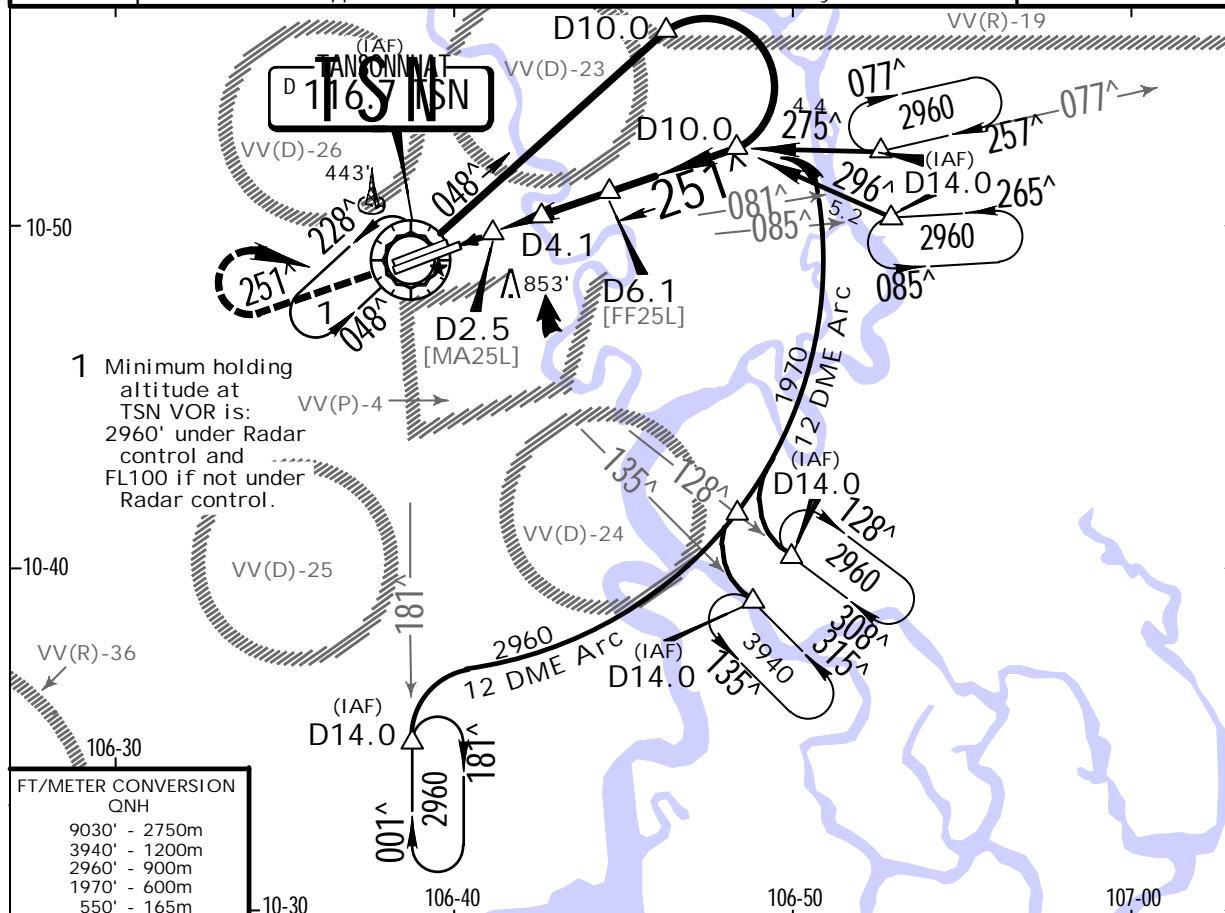 VV(R)-19
D10.0
(IAF)
TANSONNHAT
D 116.7 TSN
VV(D)-23
VV(D)-26
443'
048^
228^
251^
1
048^
10-50
D10.0
4.4
275^
077^
2960
257^
077^
(IAF)
D14.0
296^
5.2
265^
2960
085^
251^
081^
085^
D4.1
D6.1
[FF25L]
853'
D2.5
[MA25L]
VV(P)-4
1 Minimum holding
altitude at
TSN VOR is:
2960' under Radar
control and
FL100 if not under
Radar control.
1970
12 DME Arc
(IAF)
D14.0
135^
128^
128^
2960
308^
VV(D)-24
VV(D)-25
10-40
181^
2960
12 DME Arc
(IAF)
D14.0
135^
3940
315^
VV(R)-36
106-30
(IAF)
D14.0
181^
2960
001^
FT/METER CONVERSION
QNH
9030' - 2750m
3940' - 1200m
2960' - 900m
1970' - 600m
550' - 165m
10-30
106-40
106-50
107-00